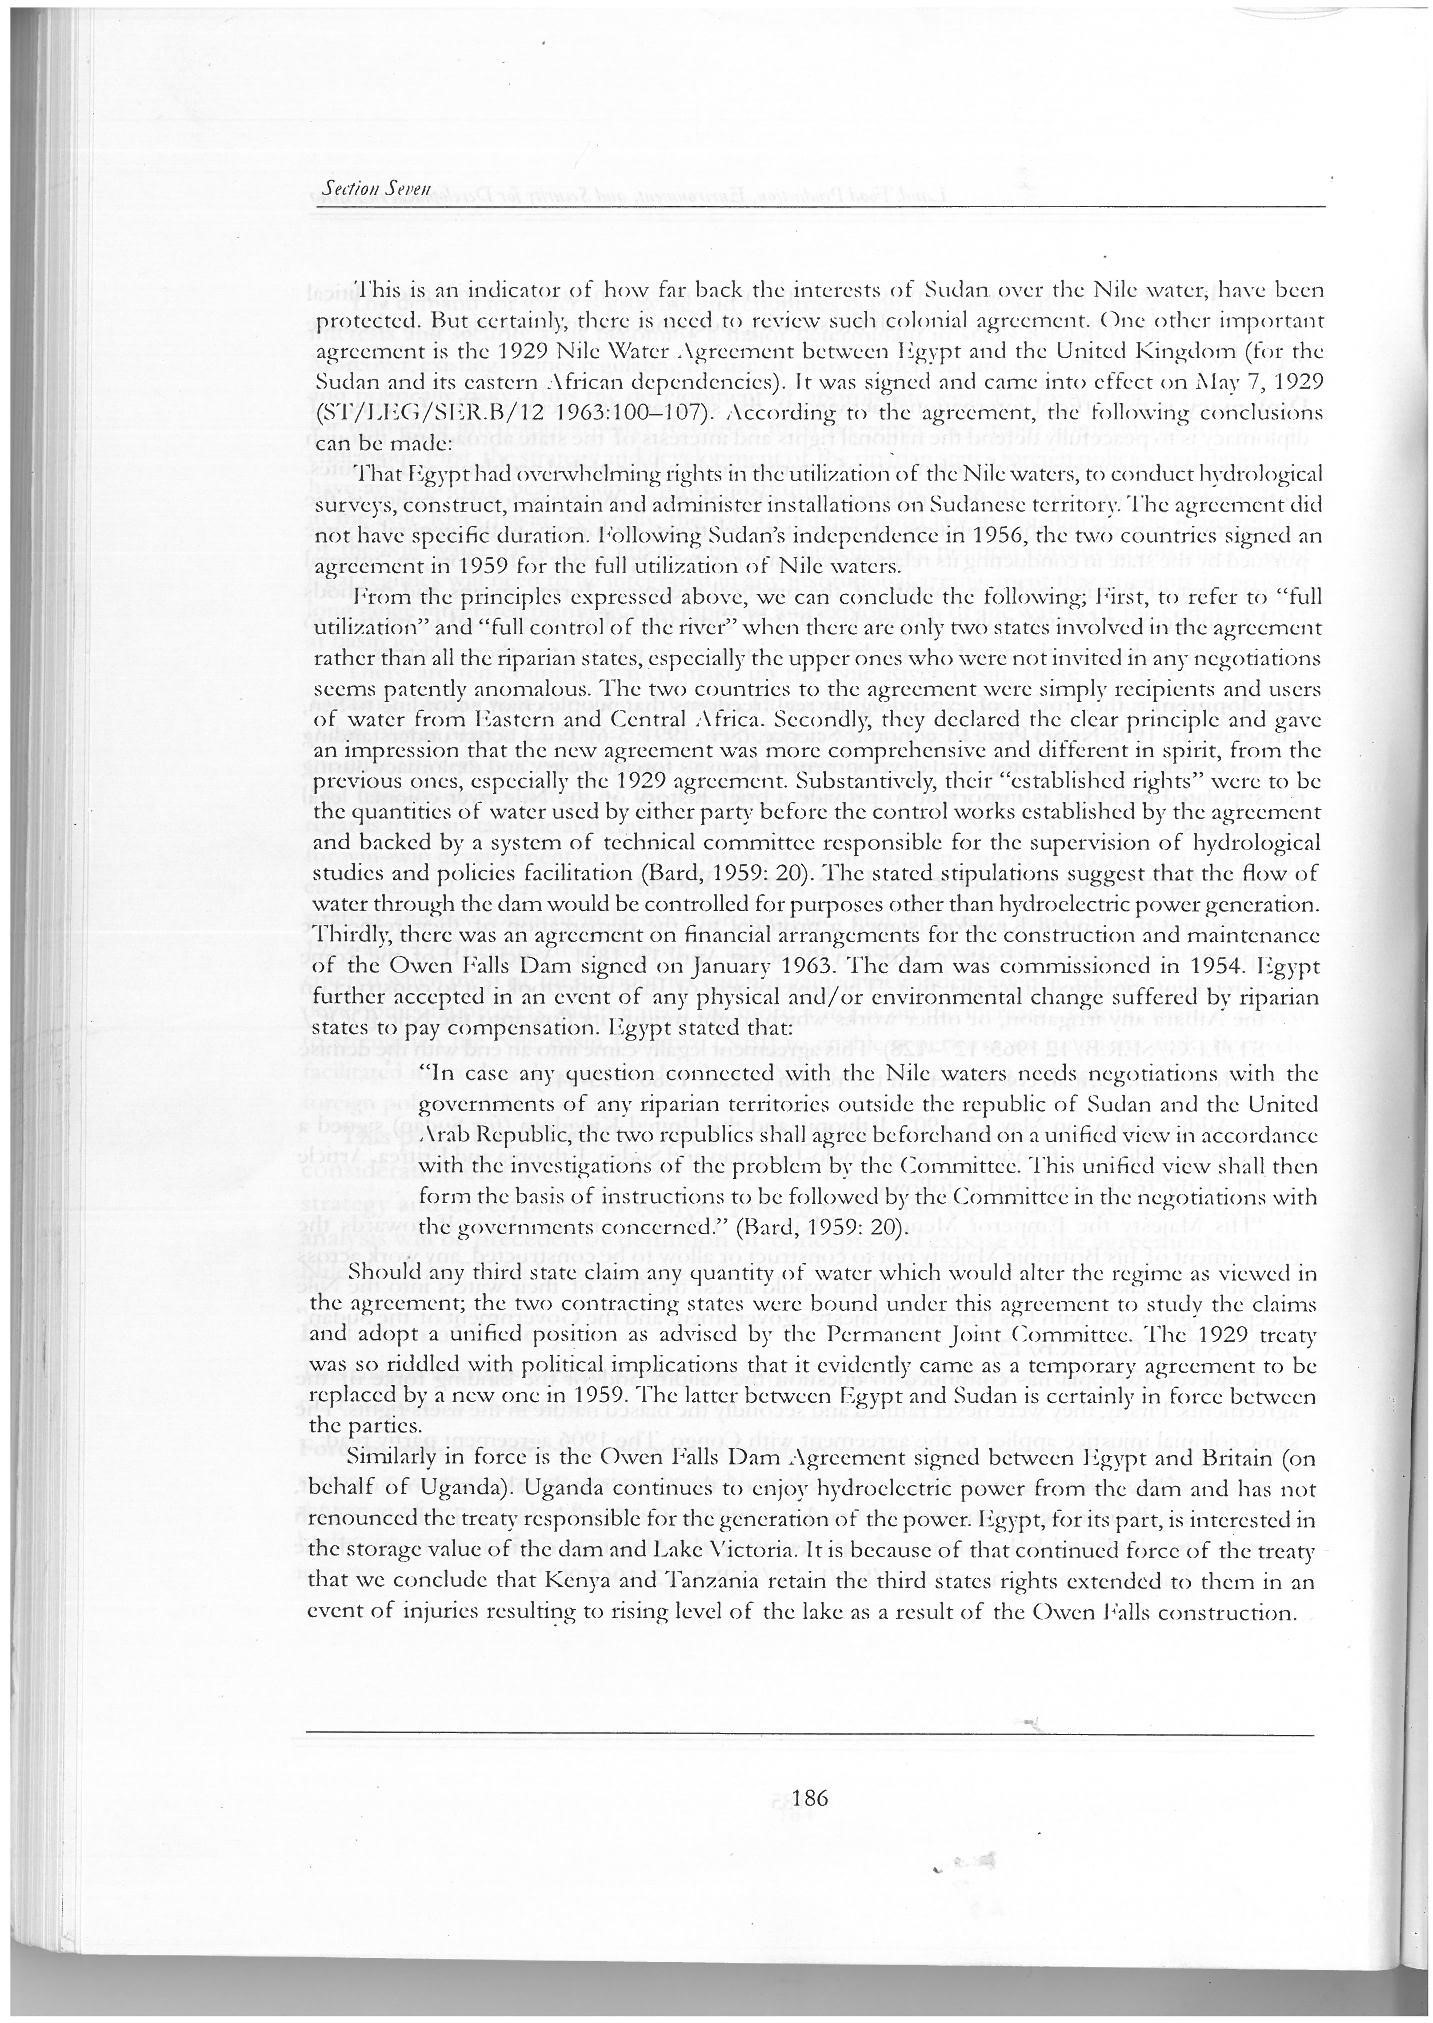 Section Seven
This is an indicator of how far back the interests of Sudan over the Nile water, have been
protected. But certainly, there is need to review such colonial agreement. One other important
agreement is the 1929 Nile Water Agreement between Egypt and the United Kingdom (for the
Sudan and its eastern African dependencies). It was signed and came into effect on May 7, 1929
(ST/LEG/SER.B/12 1963:100–107). According to the agreement, the following conclusions
can be made:
That Egypt had overwhelming rights in the utilization of the Nile waters, to conduct hydrological
surveys, construct, maintain and administer installations on Sudanese territory. The agreement did
not have specific duration. Following Sudan's independence in 1956, the two countries signed an
agreement in 1959 for the full utilization of Nile waters.
From the principles expressed above, we can conclude the following; First, to refer to “full
utilization” and “full control of the river” when there are only two states involved in the agreement
rather than all the riparian states, especially the upper ones who were not invited in any negotiations
seems patently anomalous. The two countries to the agreement were simply recipients and users
of water from Eastern and Central Africa. Secondly, they declared the clear principle and gave
an impression that the new agreement was more comprehensive and different in spirit, from the
previous ones, especially the 1929 agreement. Substantively, their “established rights” were to be
the quantities of water used by either party before the control works established by the agreement
and backed by a system of technical committee responsible for the supervision of hydrological
studies and policies facilitation (Bard, 1959: 20). The stated stipulations suggest that the flow of
water through the dam would be controlled for purposes other than hydroelectric power generation.
Thirdly, there was an agreement on financial arrangements for the construction and maintenance
of the Owen Falls Dam signed on January 1963. The dam was commissioned in 1954. Egypt
further accepted in an event of any physical and/or environmental change suffered by riparian
states to pay compensation. Egypt stated that:
“In case any question connected with the Nile waters needs negotiations with the
governments of any riparian territories outside the republic of Sudan and the United
Arab Republic, the two republics shall agree beforehand on a unified view in accordance
with the investigations of the problem by the Committee. This unified view shall then
form the basis of instructions to be followed by the Committee in the negotiations with
the governments concerned.” (Bard, 1959: 20).
Should any third state claim any quantity of water which would alter the regime as viewed in
the agreement; the two contracting states were bound under this agreement to study the claims
and adopt a unified position as advised by the Permanent Joint Committee. The 1929 treaty
was so riddled with political implications that it evidently came as a temporary agreement to be
replaced by a new one in 1959. The latter between Egypt and Sudan is certainly in force between
the parties.
Similarly in force is the Owen Falls Dam Agreement signed between Egypt and Britain (on
behalf of Uganda). Uganda continues to enjoy hydroelectric power from the dam and has not
renounced the treaty responsible for the generation of the power. Egypt, for its part, is interested in
the storage value of the dam and Lake Victoria. It is because of that continued force of the treaty
that we conclude that Kenya and Tanzania retain the third states rights extended to them in an
event of injuries resulting to rising level of the lake as a result of the Owen Falls construction.
186